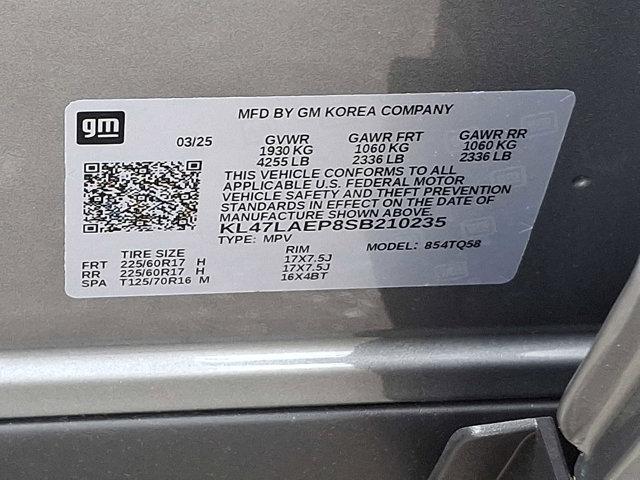 gm
MFD BY GM KOREA COMPANY
03/25 GVWR GAWR FRT GAWR RR
1930 KG 1060 KG 1060 KG
4255 LB 2336 LB 2336 LB
THIS VEHICLE CONFORMS TO ALL
APPLICABLE U.S. FEDERAL MOTOR
VEHICLE SAFETY AND THEFT PREVENTION
STANDARDS IN EFFECT ON THE DATE OF
MANUFACTURE SHOWN ABOVE.
KL47LAEP8SB210235
TYPE: MPV MODEL: 854TQ58
TIRE SIZE RIM
FRT 225/60R17 H 17X7.5J
RR 225/60R17 H 17X7.5J
SPA T125/70R16 M 16X4BT